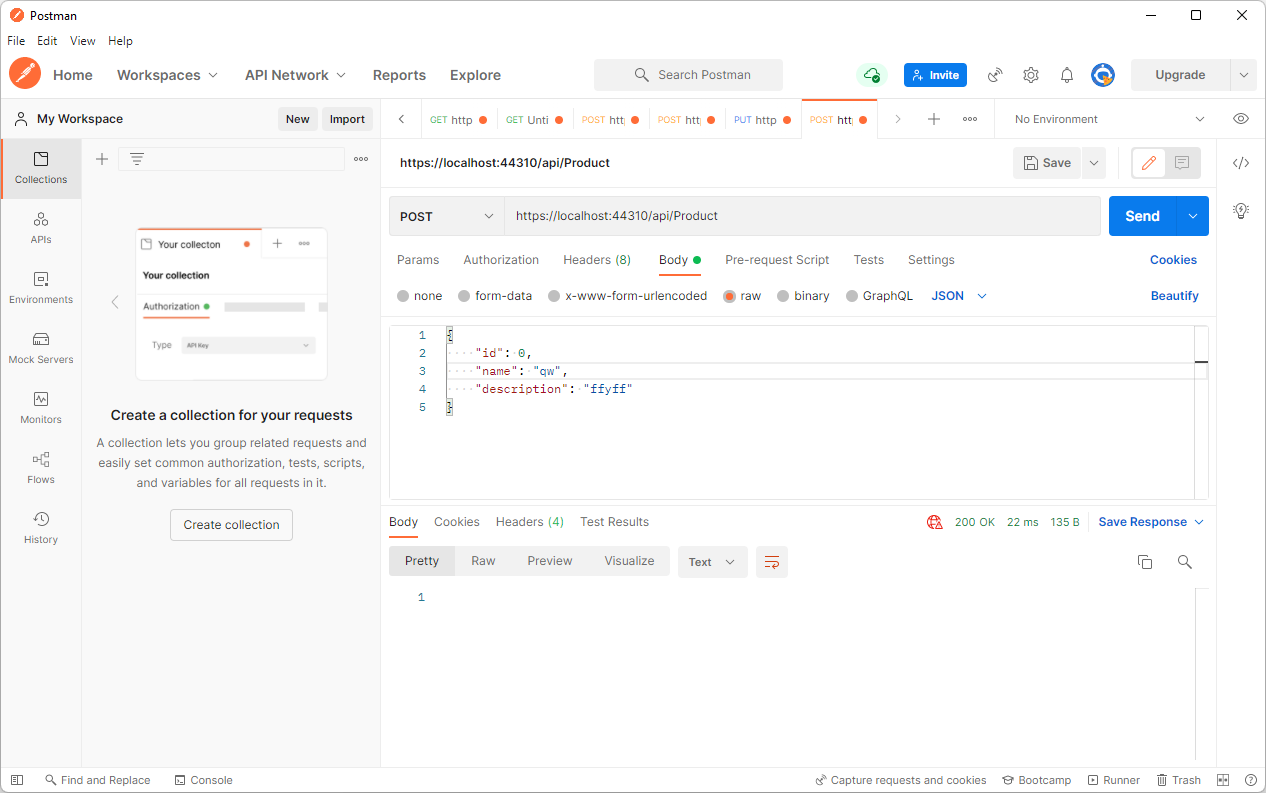 Postman
File Edit View Help
Home Workspaces API Network Reports Explore Search Postman Invite Upgrade
My Workspace New Import
GET http GET Unti POST htt POST htt PUT http POST htt No Environment
Collections
APIs
Environments
Mock Servers
Monitors
Flows
History
Your collecton
Your collection
Authorization
Type API Key
Create a collection for your requests
A collection lets you group related requests and
easily set common authorization, tests, scripts,
and variables for all requests in it.
Create collection
https://localhost:44310/api/Product Save
POST https://localhost:44310/api/Product Send
Params Authorization Headers (8) Body Pre-request Script Tests Settings Cookies
none form-data x-www-form-urlencoded raw binary GraphQL JSON Beautify
1 {
2 "id": 0,
3 "name": "qw",
4 "description": "ffyff"
5 }
Body Cookies Headers (4) Test Results 200 OK 22 ms 135 B Save Response
Pretty Raw Preview Visualize Text
1
Find and Replace Console Capture requests and cookies Bootcamp Runner Trash